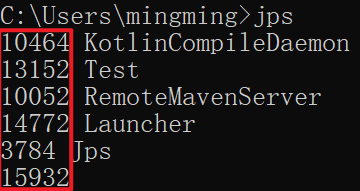 C:\Users\mingming>jps
10464 KotlinCompileDaemon
13152 Test
10052 RemoteMavenServer
14772 Launcher
3784 Jps
15932